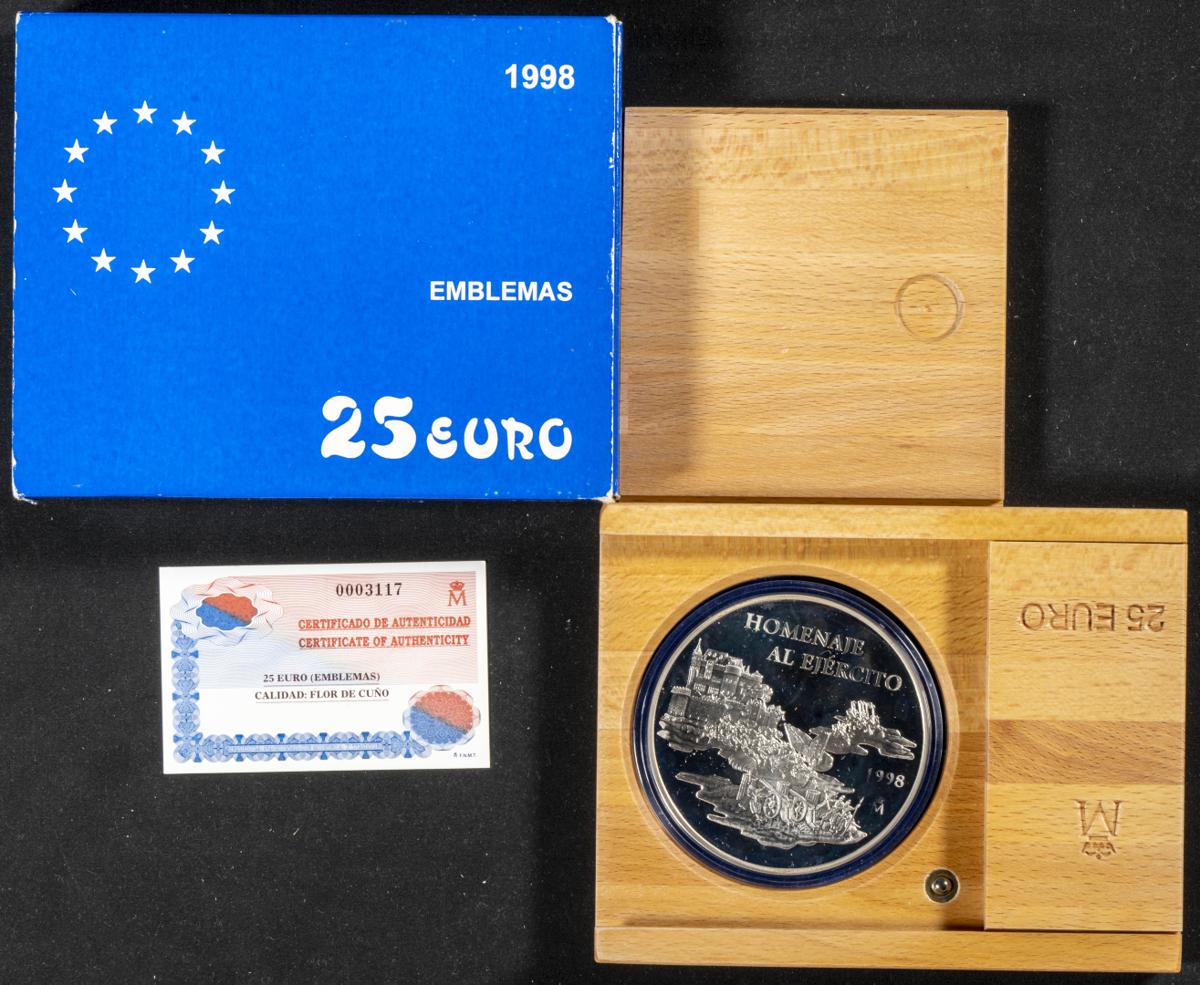 1998
EMBLEMAS
25 EURO
0003117
M
CERTIFICADO DE AUTENTICIDAD
CERTIFICATE OF AUTHENTICITY
25 EURO (EMBLEMAS)
CALIDAD: FLOR DE CUÑO
F.N.M.T.
HOMENAJE
AL EJÉRCITO
1998
M
25 EURO
M